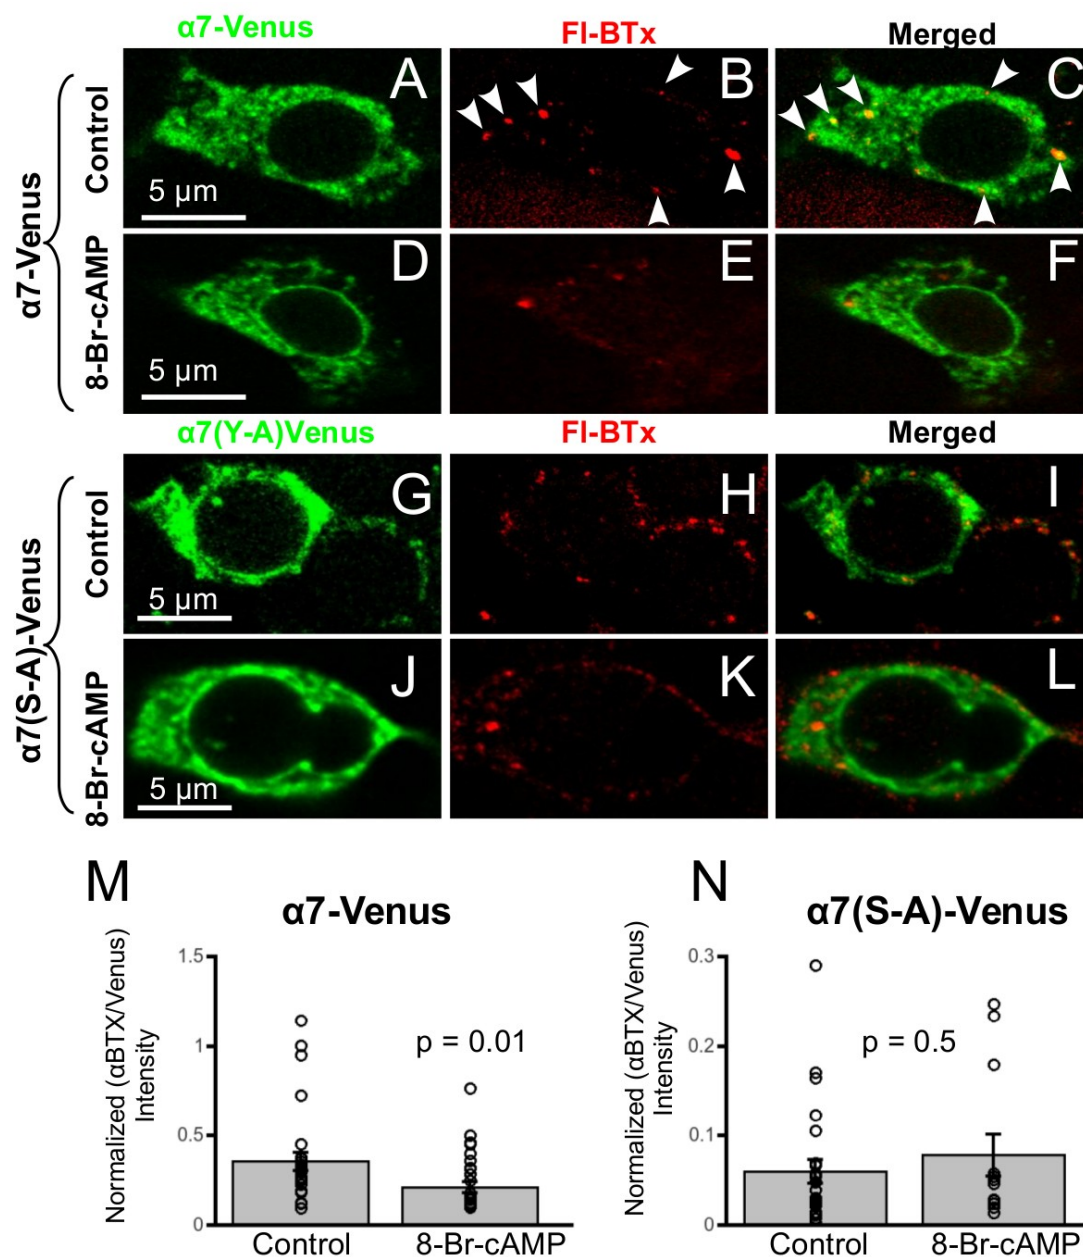 α7-Venus
Fl-BTx
Merged
α7-Venus
Control
A
B
C
5 µm
8-Br-cAMP
D
E
F
5 µm
α7(Y-A)Venus
Fl-BTx
Merged
α7(S-A)-Venus
Control
G
H
I
5 µm
8-Br-cAMP
J
K
L
5 µm
M
α7-Venus
Normalized (αBTX/Venus)
Intensity
1.5
1
0.5
0
p = 0.01
Control
8-Br-cAMP
N
α7(S-A)-Venus
Normalized (αBTX/Venus)
Intensity
0.3
0.2
0.1
0
p = 0.5
Control
8-Br-cAMP